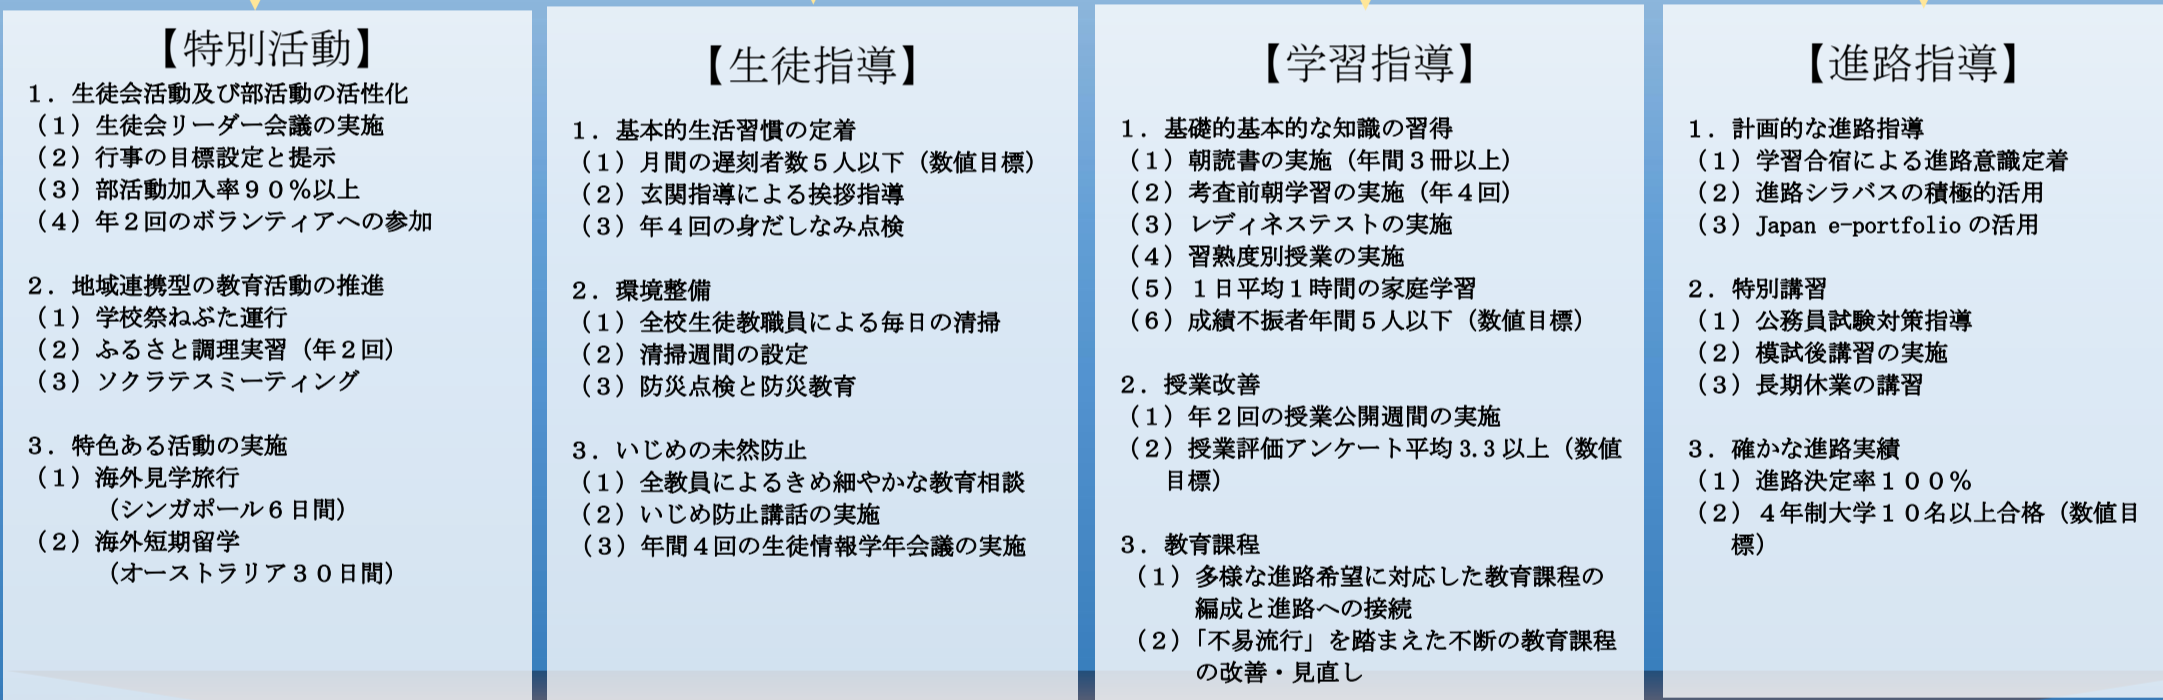 【特別活動】
１．生徒会活動及び部活動の活性化
（１）生徒会リーダー会議の実施
（２）行事の目標設定と提示
（３）部活動加入率９０％以上
（４）年２回のボランティアへの参加
２．地域連携型の教育活動の推進
（１）学校祭ねぶた運行
（２）ふるさと調理実習（年２回）
（３）ソクラテスミーティング
３．特色ある活動の実施
（１）海外見学旅行
（シンガポール６日間）
（２）海外短期留学
（オーストラリア３０日間）
【生徒指導】
１．基本的生活習慣の定着
（１）月間の遅刻者数５人以下（数値目標）
（２）玄関指導による挨拶指導
（３）年４回の身だしなみ点検
２．環境整備
（１）全校生徒教職員による毎日の清掃
（２）清掃週間の設定
（３）防災点検と防災教育
３．いじめの未然防止
（１）全教員によるきめ細やかな教育相談
（２）いじめ防止講話の実施
（３）年間４回の生徒情報学年会議の実施
【学習指導】
１．基礎的基本的な知識の習得
（１）朝読書の実施（年間３冊以上）
（２）考査前朝学習の実施（年４回）
（３）レディネステストの実施
（４）習熟度別授業の実施
（５）１日平均１時間の家庭学習
（６）成績不振者年間５人以下（数値目標）
２．授業改善
（１）年２回の授業公開週間の実施
（２）授業評価アンケート平均 3.3 以上（数値
目標）
３．教育課程
（１）多様な進路希望に対応した教育課程の
編成と進路への接続
（２）「不易流行」を踏まえた不断の教育課程
の改善・見直し
【進路指導】
１．計画的な進路指導
（１）学習合宿による進路意識定着
（２）進路シラバスの積極的活用
（３）Japan e-portfolio の活用
２．特別講習
（１）公務員試験対策指導
（２）模試後講習の実施
（３）長期休業の講習
３．確かな進路実績
（１）進路決定率１００％
（２）４年制大学１０名以上合格（数値目
標）